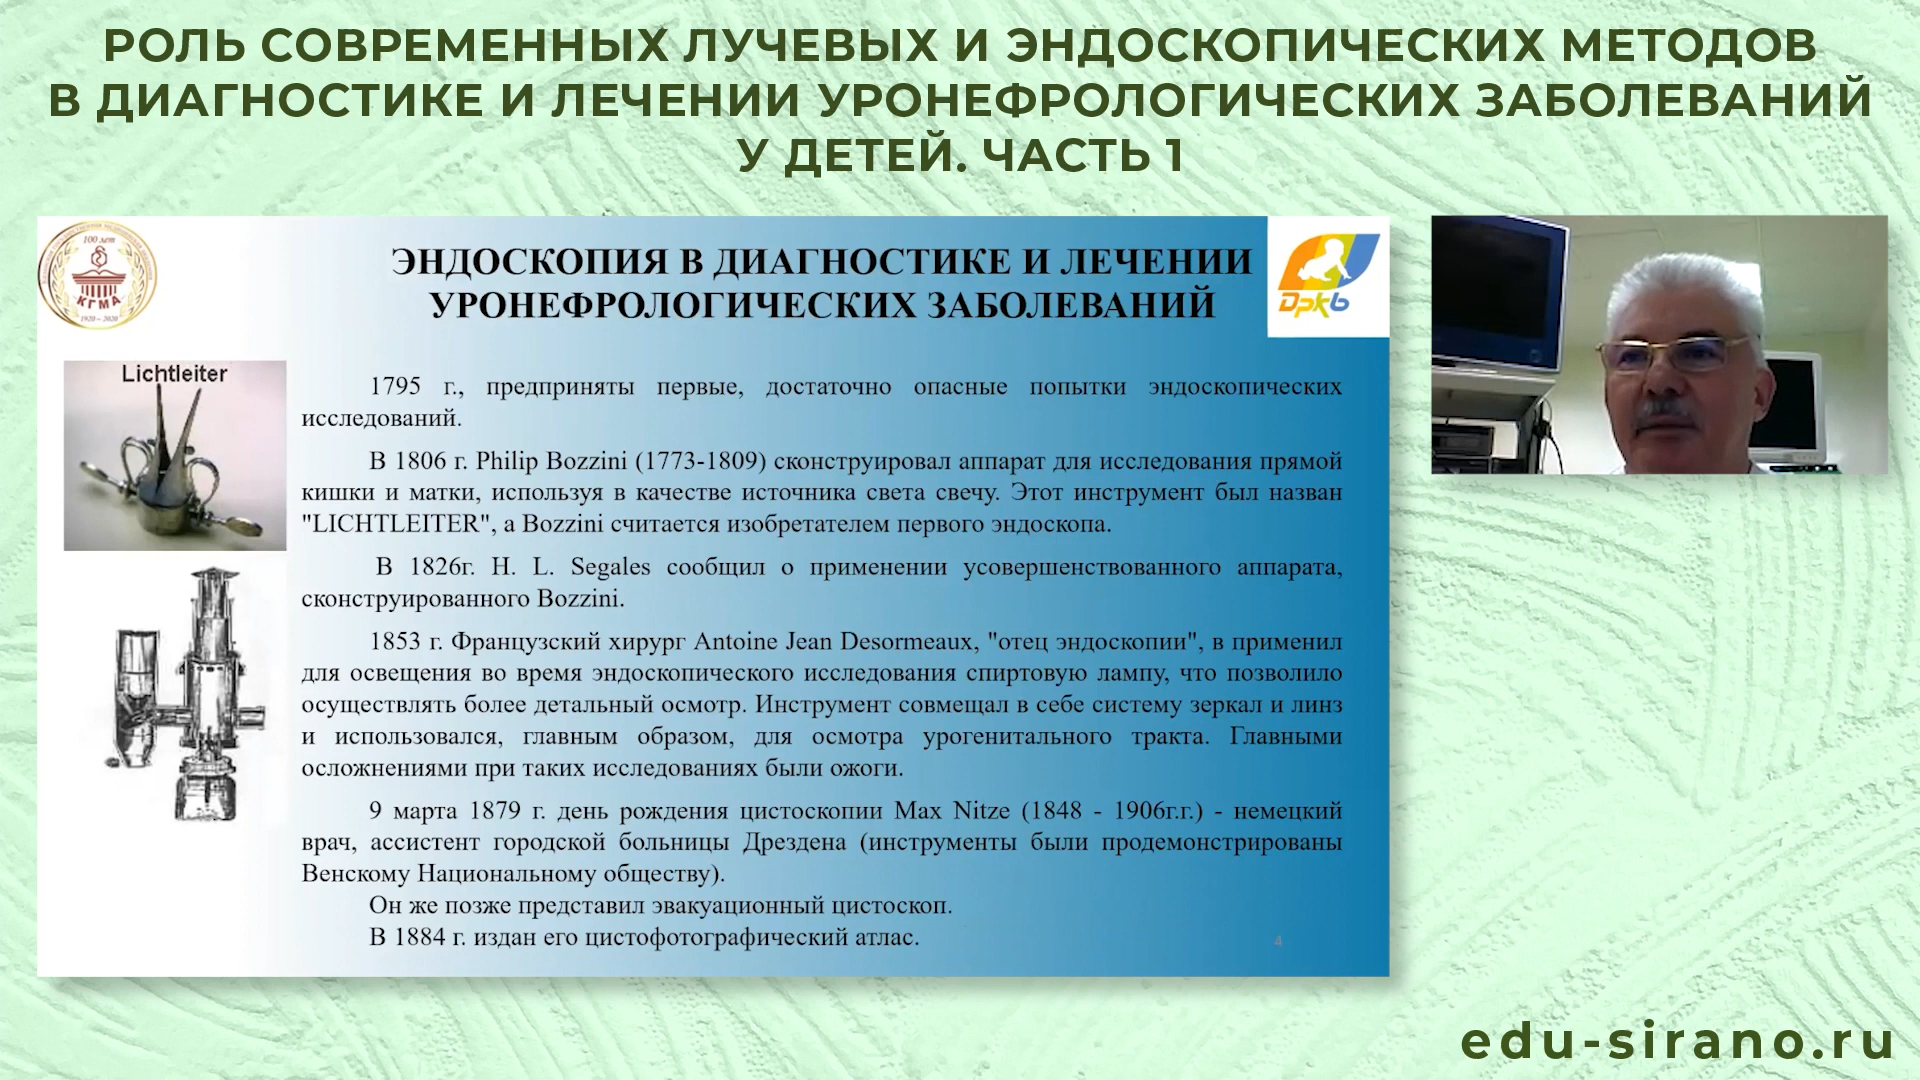 РОЛЬ СОВРЕМЕННЫХ ЛУЧЕВЫХ И ЭНДОСКОПИЧЕСКИХ МЕТОДОВ
В ДИАГНОСТИКЕ И ЛЕЧЕНИИ УРОНЕФРОЛОГИЧЕСКИХ ЗАБОЛЕВАНИЙ
У ДЕТЕЙ. ЧАСТЬ 1
100 лет
КГМА
1920 – 2020
ЭНДОСКОПИЯ В ДИАГНОСТИКЕ И ЛЕЧЕНИИ
УРОНЕФРОЛОГИЧЕСКИХ ЗАБОЛЕВАНИЙ
Дркь
Lichtleiter
1795 г., предприняты первые, достаточно опасные попытки эндоскопических
исследований.
В 1806 г. Philip Bozzini (1773-1809) сконструировал аппарат для исследования прямой
кишки и матки, используя в качестве источника света свечу. Этот инструмент был назван
"LICHTLEITER", а Bozzini считается изобретателем первого эндоскопа.
В 1826г. H. L. Segales сообщил о применении усовершенствованного аппарата,
сконструированного Bozzini.
1853 г. Французский хирург Antoine Jean Desormeaux, "отец эндоскопии", в применил
для освещения во время эндоскопического исследования спиртовую лампу, что позволило
осуществлять более детальный осмотр. Инструмент совмещал в себе систему зеркал и линз
и использовался, главным образом, для осмотра урогенитального тракта. Главными
осложнениями при таких исследованиях были ожоги.
9 марта 1879 г. день рождения цистоскопии Max Nitze (1848 - 1906г.г.) - немецкий
врач, ассистент городской больницы Дрездена (инструменты были продемонстрированы
Венскому Национальному обществу).
Он же позже представил эвакуационный цистоскоп.
В 1884 г. издан его цистофотографический атлас.
4
edu-sirano.ru